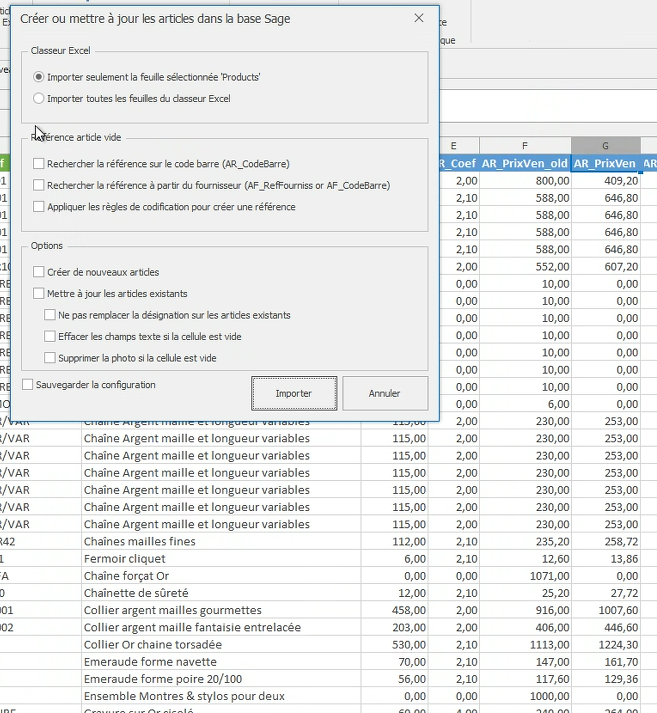 Créer ou mettre à jour les articles dans la base Sage
Classeur Excel
Importer seulement la feuille sélectionnée 'Products'
Importer toutes les feuilles du classeur Excel
Référence article vide
Rechercher la référence sur le code barre (AR_CodeBarre)
Rechercher la référence à partir du fournisseur (AF_RefFourniss or AF_CodeBarre)
Appliquer les règles de codification pour créer une référence
Options
Créer de nouveaux articles
Mettre à jour les articles existants
Ne pas remplacer la désignation sur les articles existants
Effacer les champs texte si la cellule est vide
Supprimer la photo si la cellule est vide
Sauvegarder la configuration
Importer Annuler
E F G
R_Coef AR_PrixVen_old AR_PrixVen AR
2,00 800,00 409,20
2,10 588,00 646,80
2,10 588,00 646,80
2,10 588,00 646,80
2,10 588,00 646,80
2,00 552,00 607,20
0,00 10,00 0,00
0,00 10,00 0,00
0,00 10,00 0,00
0,00 10,00 0,00
0,00 10,00 0,00
0,00 10,00 0,00
0,00 10,00 0,00
0,00 6,00 0,00
R/VAR Chaîne Argent maille et longueur variables 115,00 2,00 230,00 253,00
R/VAR Chaîne Argent maille et longueur variables 115,00 2,00 230,00 253,00
R/VAR Chaîne Argent maille et longueur variables 115,00 2,00 230,00 253,00
R/VAR Chaîne Argent maille et longueur variables 115,00 2,00 230,00 253,00
R/VAR Chaîne Argent maille et longueur variables 115,00 2,00 230,00 253,00
R/VAR Chaîne Argent maille et longueur variables 115,00 2,00 230,00 253,00
R/VAR Chaîne Argent maille et longueur variables 115,00 2,00 230,00 253,00
R42 Chaînes mailles fines 112,00 2,10 235,20 258,72
1 Fermoir cliquet 6,00 2,10 12,60 13,86
FA Chaîne forçat Or 0,00 0,00 1071,00 0,00
0 Chaînette de sûreté 12,00 2,10 25,20 27,72
001 Collier argent mailles gourmettes 458,00 2,00 916,00 1007,60
002 Collier argent maille fantaisie entrelacée 203,00 2,00 406,00 446,60
Collier Or chaine torsadée 530,00 2,10 1113,00 1224,30
Emeraude forme navette 70,00 2,10 147,00 161,70
Emeraude forme poire 20/100 56,00 2,10 117,60 129,36
Ensemble Montres & stylos pour deux 0,00 0,00 1000,00 0,00